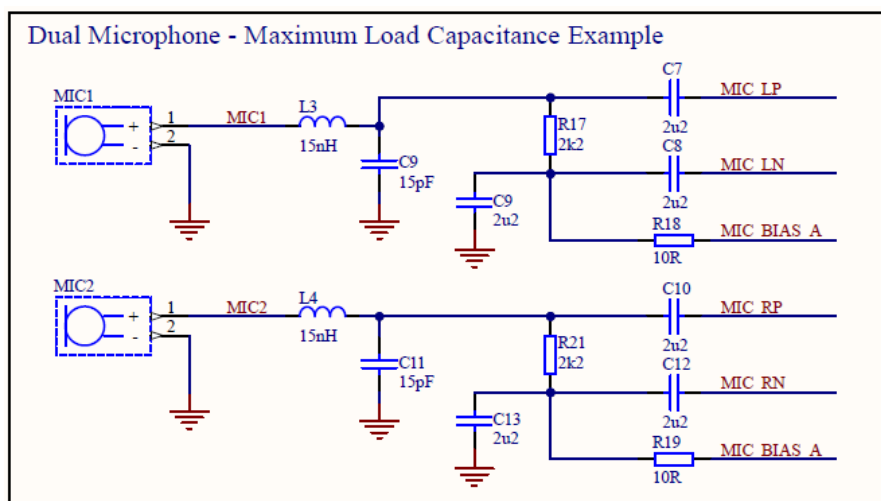 Dual Microphone - Maximum Load Capacitance Example
MIC1
+
-
1
2
MIC1
L3
15nH
C9
15pF
C9
2u2
R17
2k2
C7
2u2
MIC LP
C8
2u2
MIC LN
R18
10R
MIC BIAS A
MIC2
+
-
1
2
MIC2
L4
15nH
C11
15pF
C13
2u2
R21
2k2
C10
2u2
MIC RP
C12
2u2
MIC RN
R19
10R
MIC BIAS A